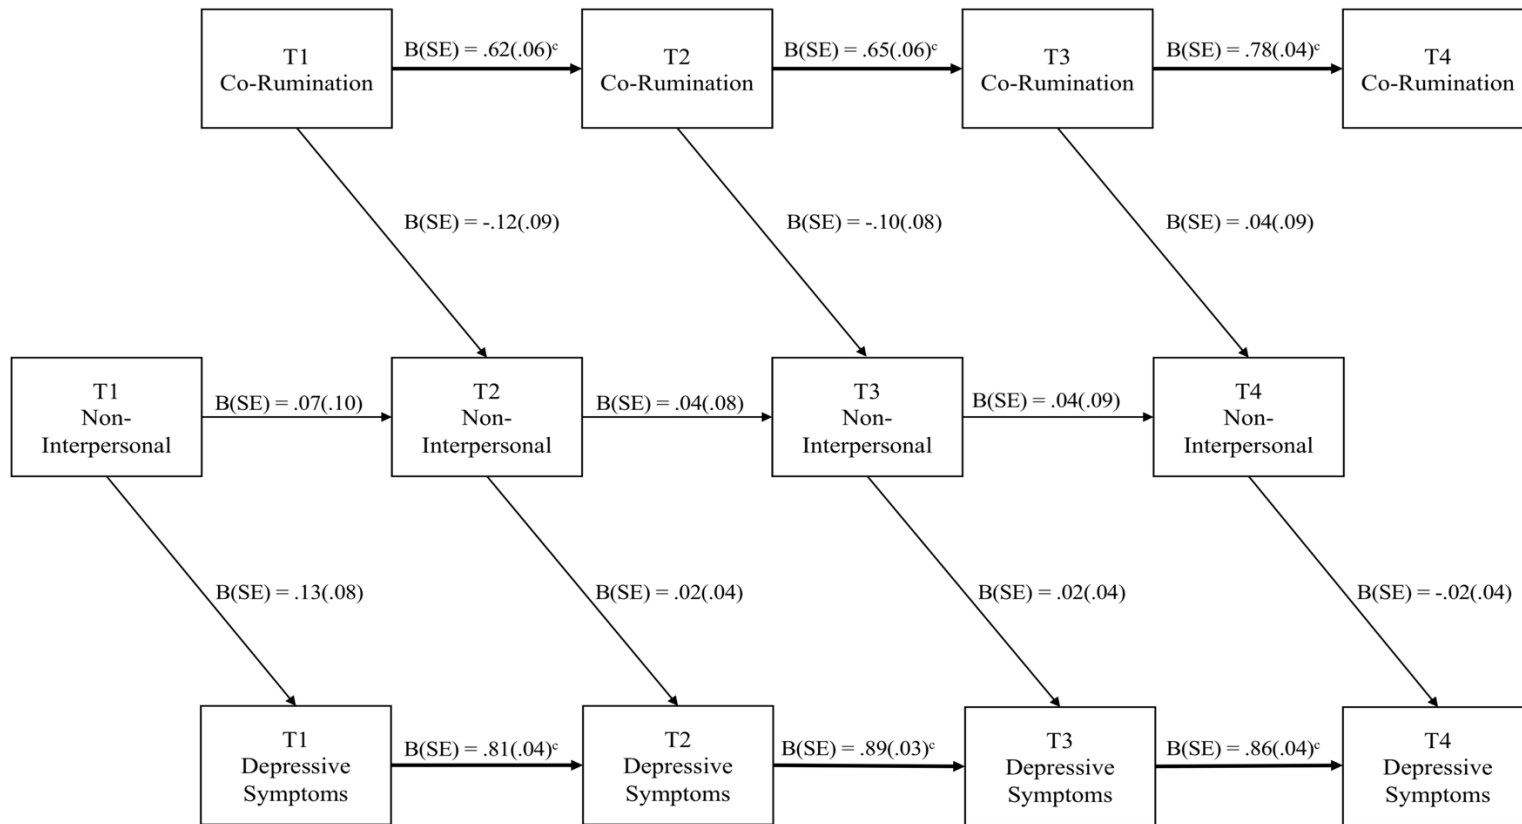 T1
Co-Rumination
B(SE) = .62(.06)ᶜ
T2
Co-Rumination
B(SE) = .65(.06)ᶜ
T3
Co-Rumination
B(SE) = .78(.04)ᶜ
T4
Co-Rumination
B(SE) = -.12(.09)
B(SE) = -.10(.08)
B(SE) = .04(.09)
T1
Non-
Interpersonal
B(SE) = .07(.10)
T2
Non-
Interpersonal
B(SE) = .04(.08)
T3
Non-
Interpersonal
B(SE) = .04(.09)
T4
Non-
Interpersonal
B(SE) = .13(.08)
B(SE) = .02(.04)
B(SE) = .02(.04)
B(SE) = -.02(.04)
T1
Depressive
Symptoms
B(SE) = .81(.04)ᶜ
T2
Depressive
Symptoms
B(SE) = .89(.03)ᶜ
T3
Depressive
Symptoms
B(SE) = .86(.04)ᶜ
T4
Depressive
Symptoms